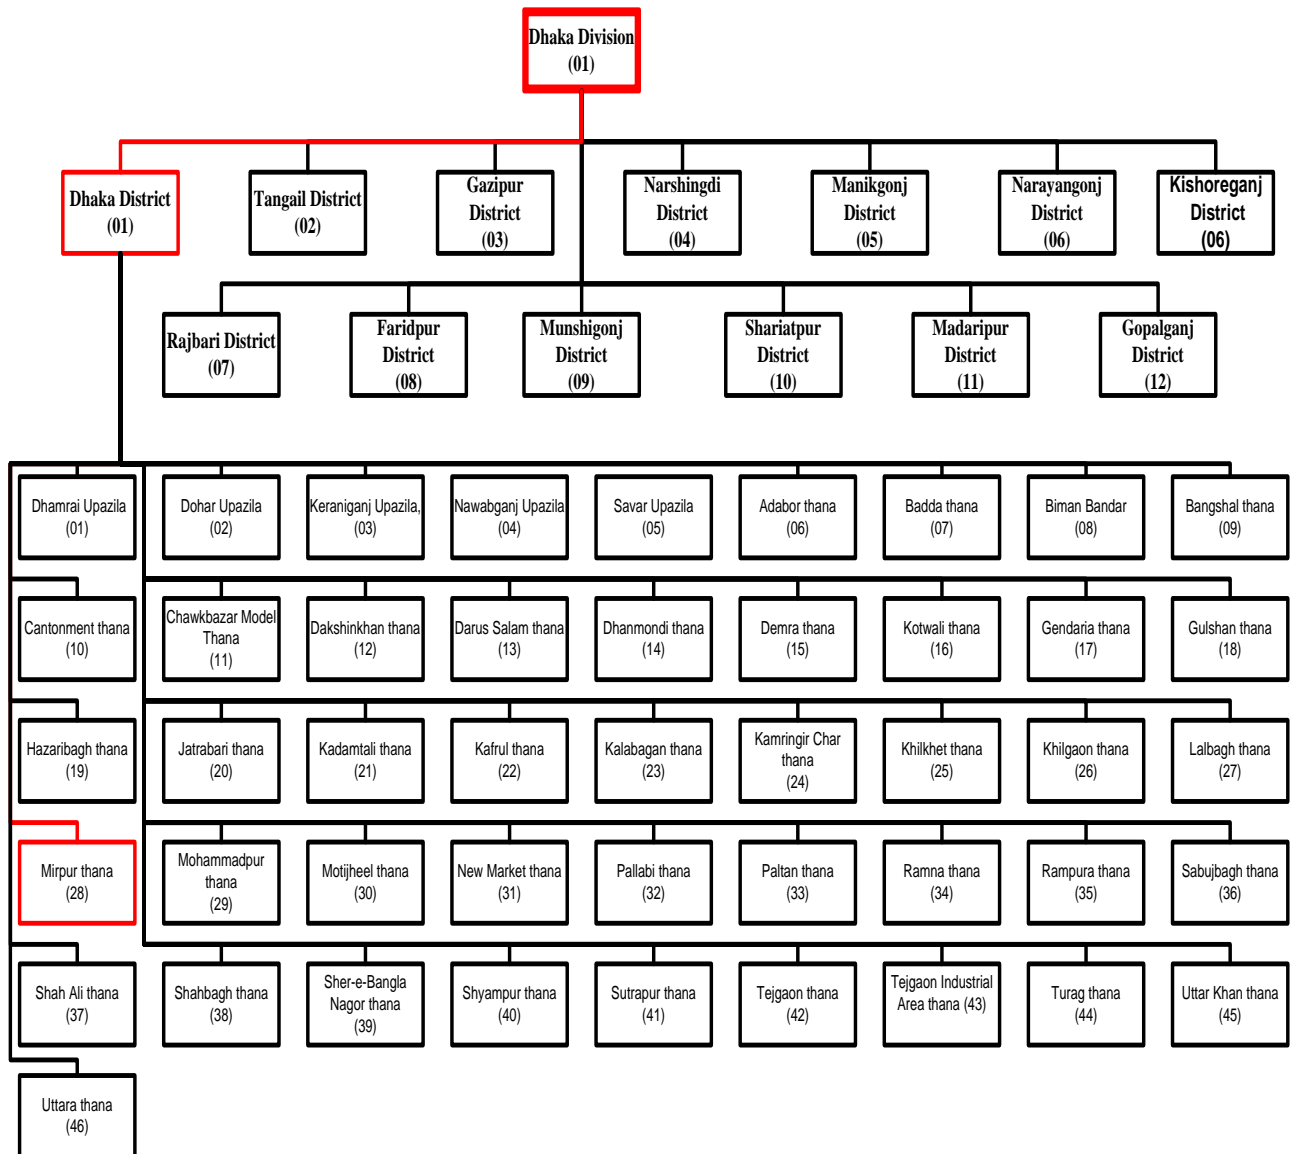 Dhaka Division
(01)
Dhaka District
(01)
Tangail District
(02)
Gazipur
District
(03)
Narshingdi
District
(04)
Manikgonj
District
(05)
Narayangonj
District
(06)
Kishoreganj
District
(06)
Rajbari District
(07)
Faridpur
District
(08)
Munshigonj
District
(09)
Shariatpur
District
(10)
Madaripur
District
(11)
Gopalganj
District
(12)
Dhamrai Upazila
(01)
Dohar Upazila
(02)
Keraniganj Upazila,
(03)
Nawabganj Upazila
(04)
Savar Upazila
(05)
Adabor thana
(06)
Badda thana
(07)
Biman Bandar
(08)
Bangshal thana
(09)
Cantonment thana
(10)
Chawkbazar Model
Thana
(11)
Dakshinkhan thana
(12)
Darus Salam thana
(13)
Dhanmondi thana
(14)
Demra thana
(15)
Kotwali thana
(16)
Gendaria thana
(17)
Gulshan thana
(18)
Hazaribagh thana
(19)
Jatrabari thana
(20)
Kadamtali thana
(21)
Kafrul thana
(22)
Kalabagan thana
(23)
Kamringir Char
thana
(24)
Khilkhet thana
(25)
Khilgaon thana
(26)
Lalbagh thana
(27)
Mirpur thana
(28)
Mohammadpur
thana
(29)
Motijheel thana
(30)
New Market thana
(31)
Pallabi thana
(32)
Paltan thana
(33)
Ramna thana
(34)
Rampura thana
(35)
Sabujbagh thana
(36)
Shah Ali thana
(37)
Shahbagh thana
(38)
Sher-e-Bangla
Nagor thana
(39)
Shyampur thana
(40)
Sutrapur thana
(41)
Tejgaon thana
(42)
Tejgaon Industrial
Area thana (43)
Turag thana
(44)
Uttar Khan thana
(45)
Uttara thana
(46)